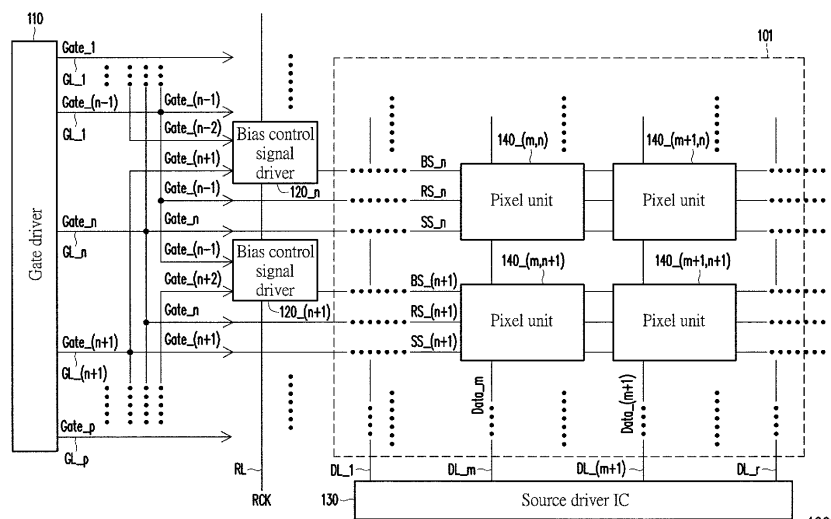 110
Gate_1
GL_1
Gate_(n-1)
GL_1
Gate_n
GL_n
Gate_(n+1)
GL_(n+1)
Gate_p
GL_p
Gate driver
Gate_(n-1)
Gate_(n-2)
Gate_(n+1)
Gate_(n-1)
Gate_n
Gate_(n-1)
Gate_(n+2)
Gate_n
Gate_(n+1)
Bias control
signal
driver
120_n
Bias control
signal
driver
120_(n+1)
RL
RCK
101
140_(m,n)
140_(m+1,n)
BS_n
RS_n
SS_n
Pixel unit
Pixel unit
140_(m,n+1)
140_(m+1,n+1)
BS_(n+1)
RS_(n+1)
SS_(n+1)
Pixel unit
Pixel unit
Data_m
Data_(m+1)
DL_1
DL_m
DL_(m+1)
DL_r
130
Source driver IC